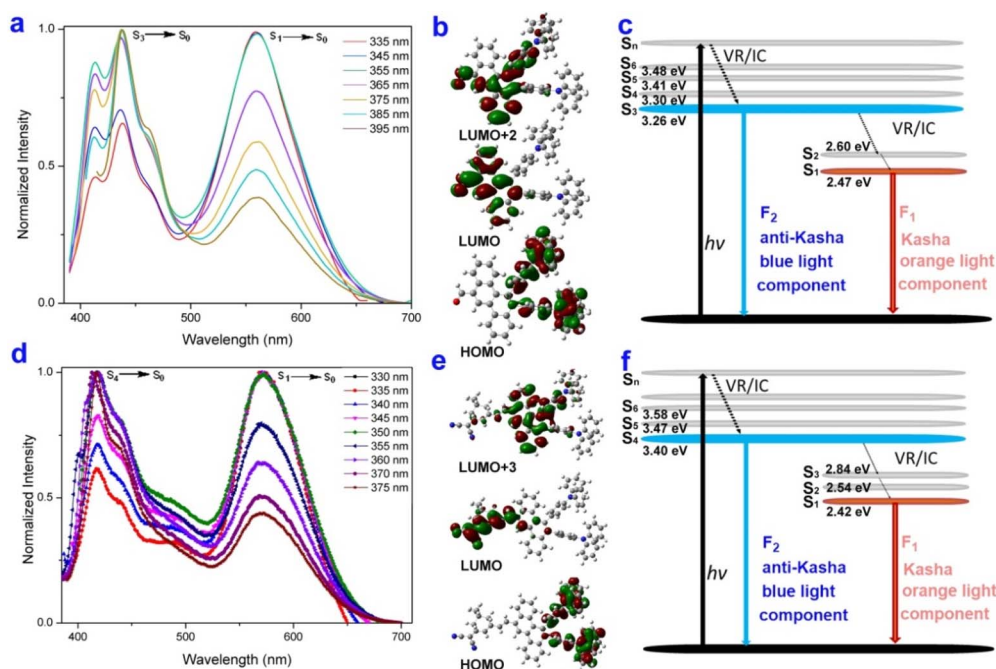 a
S3 → Sθ
S1 → Sθ
335 nm
345 nm
355 nm
365 nm
375 nm
385 nm
395 nm
1.0
0.5
0.0
Normalized Intensity
400
500
600
700
Wavelength (nm)
b
LUMO+2
LUMO
HOMO
c
Sn
VR/IC
S6
3.48 eV
S5
3.41 eV
S4
3.30 eV
S3
3.26 eV
VR/IC
2.60 eV
S2
S1
2.47 eV
hv
F2
anti-Kasha
blue light
component
F1
Kasha
orange light
component
d
S4 → Sθ
S1 → Sθ
330 nm
335 nm
340 nm
345 nm
350 nm
355 nm
360 nm
370 nm
375 nm
1.0
0.5
0.0
Normalized Intensity
400
500
600
700
Wavelength (nm)
e
LUMO+3
LUMO
HOMO
f
Sn
VR/IC
S6
3.58 eV
S5
3.47 eV
S4
3.40 eV
VR/IC
S3
2.84 eV
S2
2.54 eV
S1
2.42 eV
hv
F2
anti-Kasha
blue light
component
F1
Kasha
orange light
component